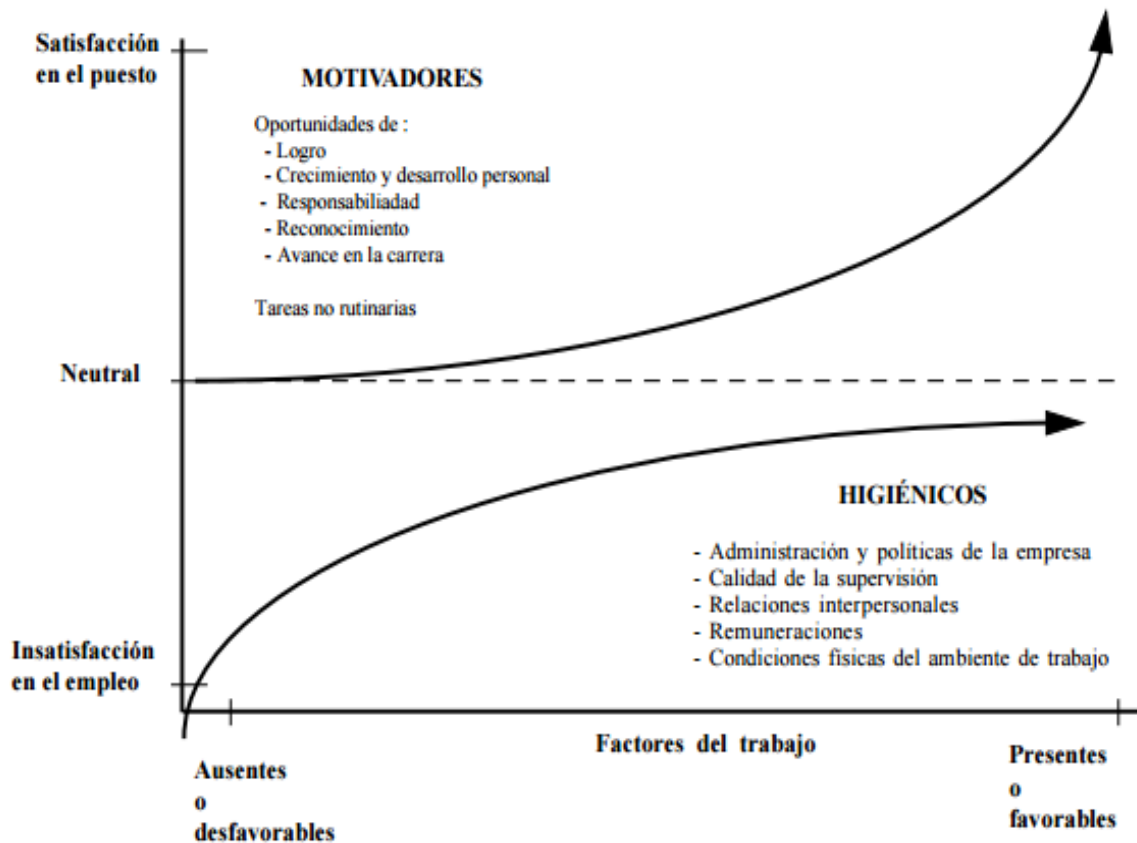 Satisfacción
en el puesto
MOTIVADORES
Oportunidades de :
- Logro
- Crecimiento y desarrollo personal
- Responsabiliadad
- Reconocimiento
- Avance en la carrera
Tareas no rutinarias
Neutral
HIGIÉNICOS
- Administración y políticas de la empresa
- Calidad de la supervisión
- Relaciones interpersonales
- Remuneraciones
- Condiciones físicas del ambiente de trabajo
Insatisfacción
en el empleo
Factores del trabajo
Ausentes
o
desfavorables
Presentes
o
favorables